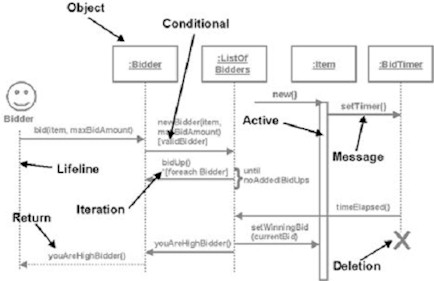 Object
Conditional
:Bidder
:ListOf
Bidders
:Item
:BidTimer
Bidder
new()
bid(item, maxBidAmount)
newBidder(item,
maxBidAmount)
[validBidder]
setTimer()
Active
Message
Lifeline
bidUp()
*[foreach Bidder]
until
noAddedlBidUps
Iteration
Return
timeElapsed()
setWinningBid
(currentBid)
youAreHighBidder()
youAreHighBidder()
Deletion